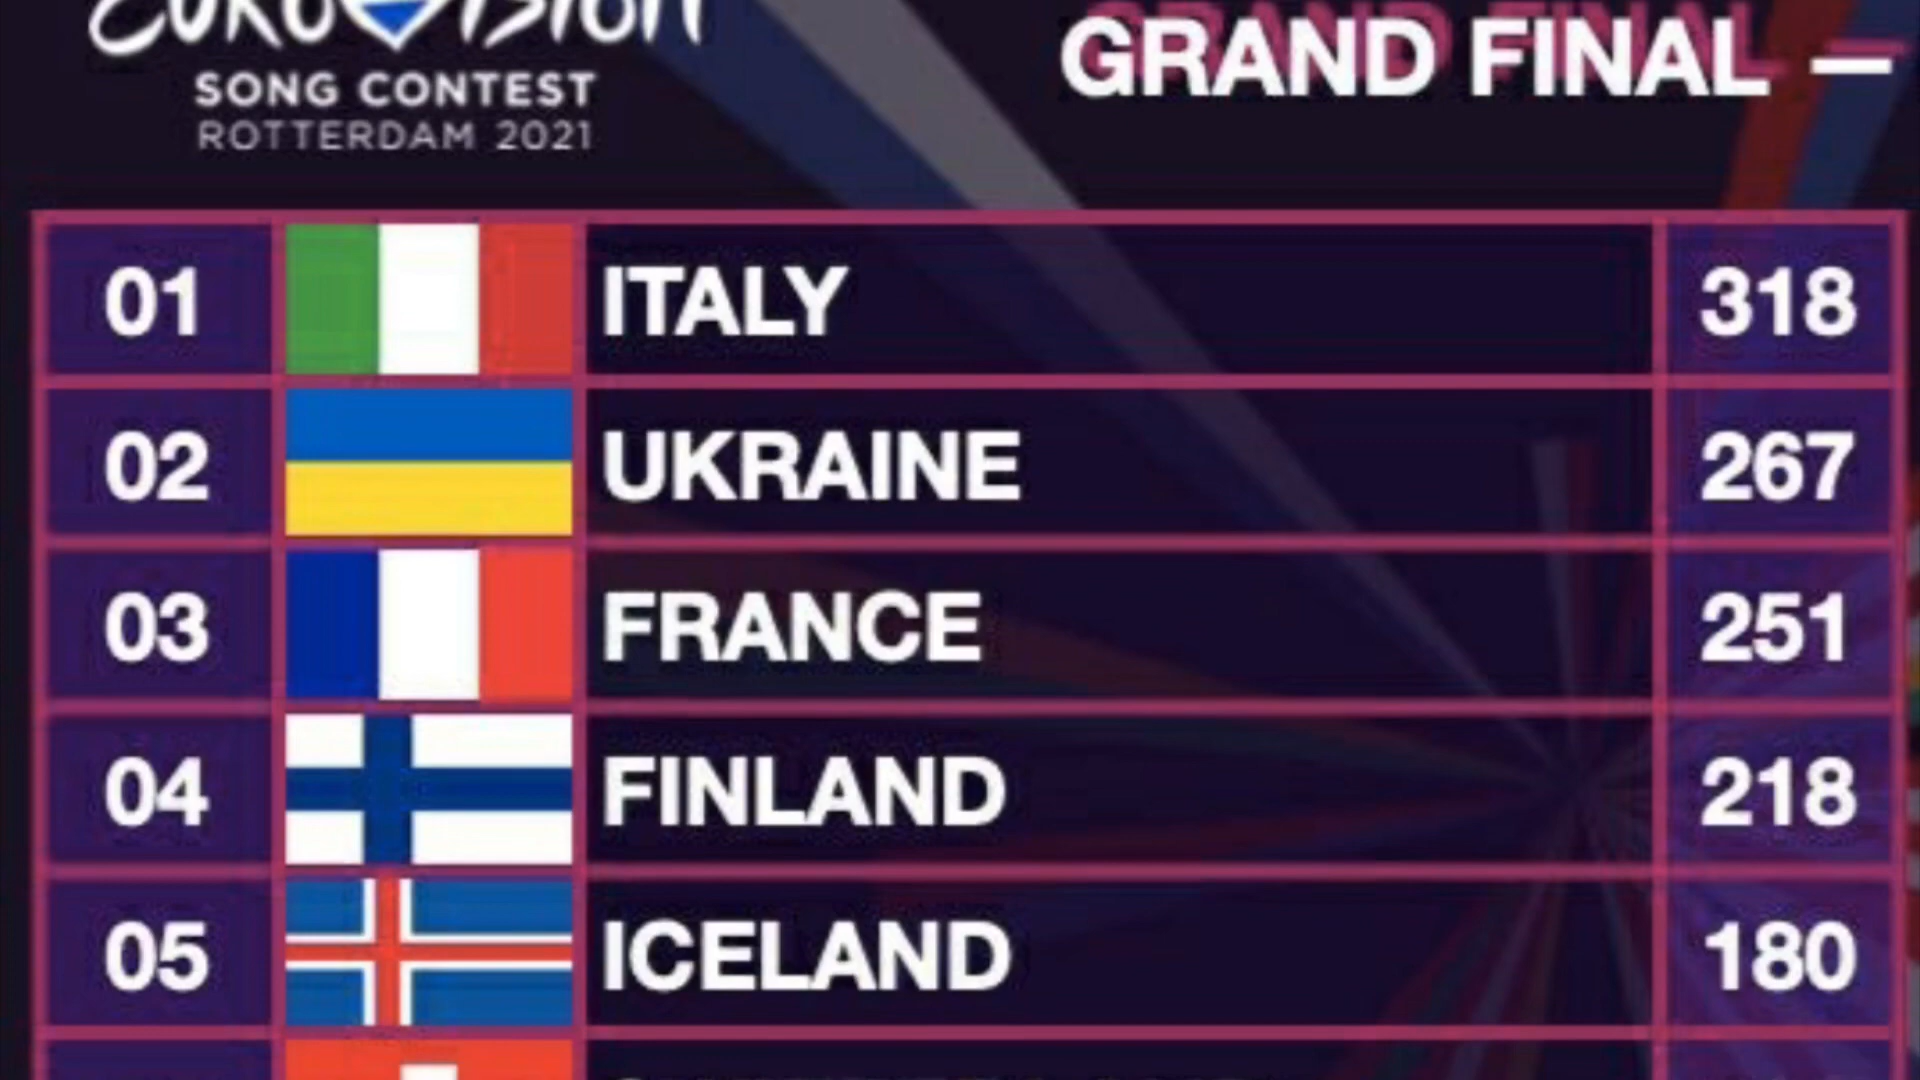 EUROVISION
SONG CONTEST
ROTTERDAM 2021
GRAND FINAL –
01 ITALY 318
02 UKRAINE 267
03 FRANCE 251
04 FINLAND 218
05 ICELAND 180